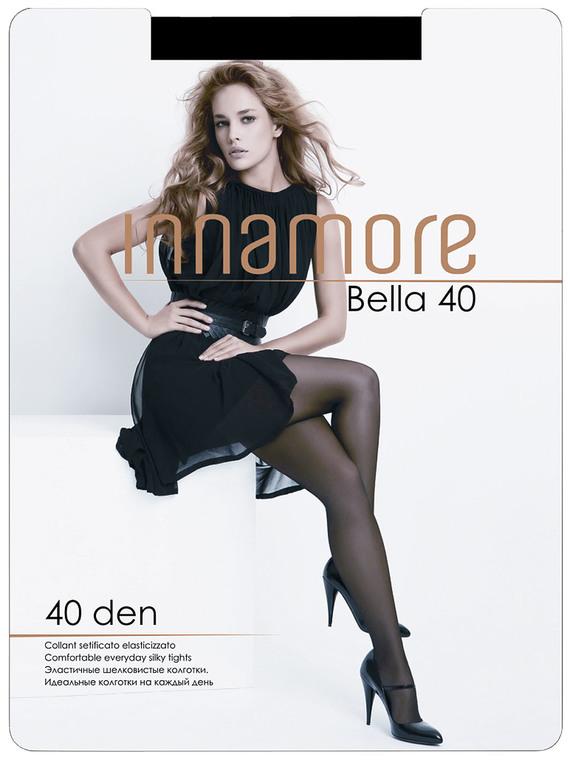 innamore
Bella 40
40 den
Collant setificato elasticizzato
Comfortable everyday silky tights
Эластичные шелковистые колготки.
Идеальные колготки на каждый день